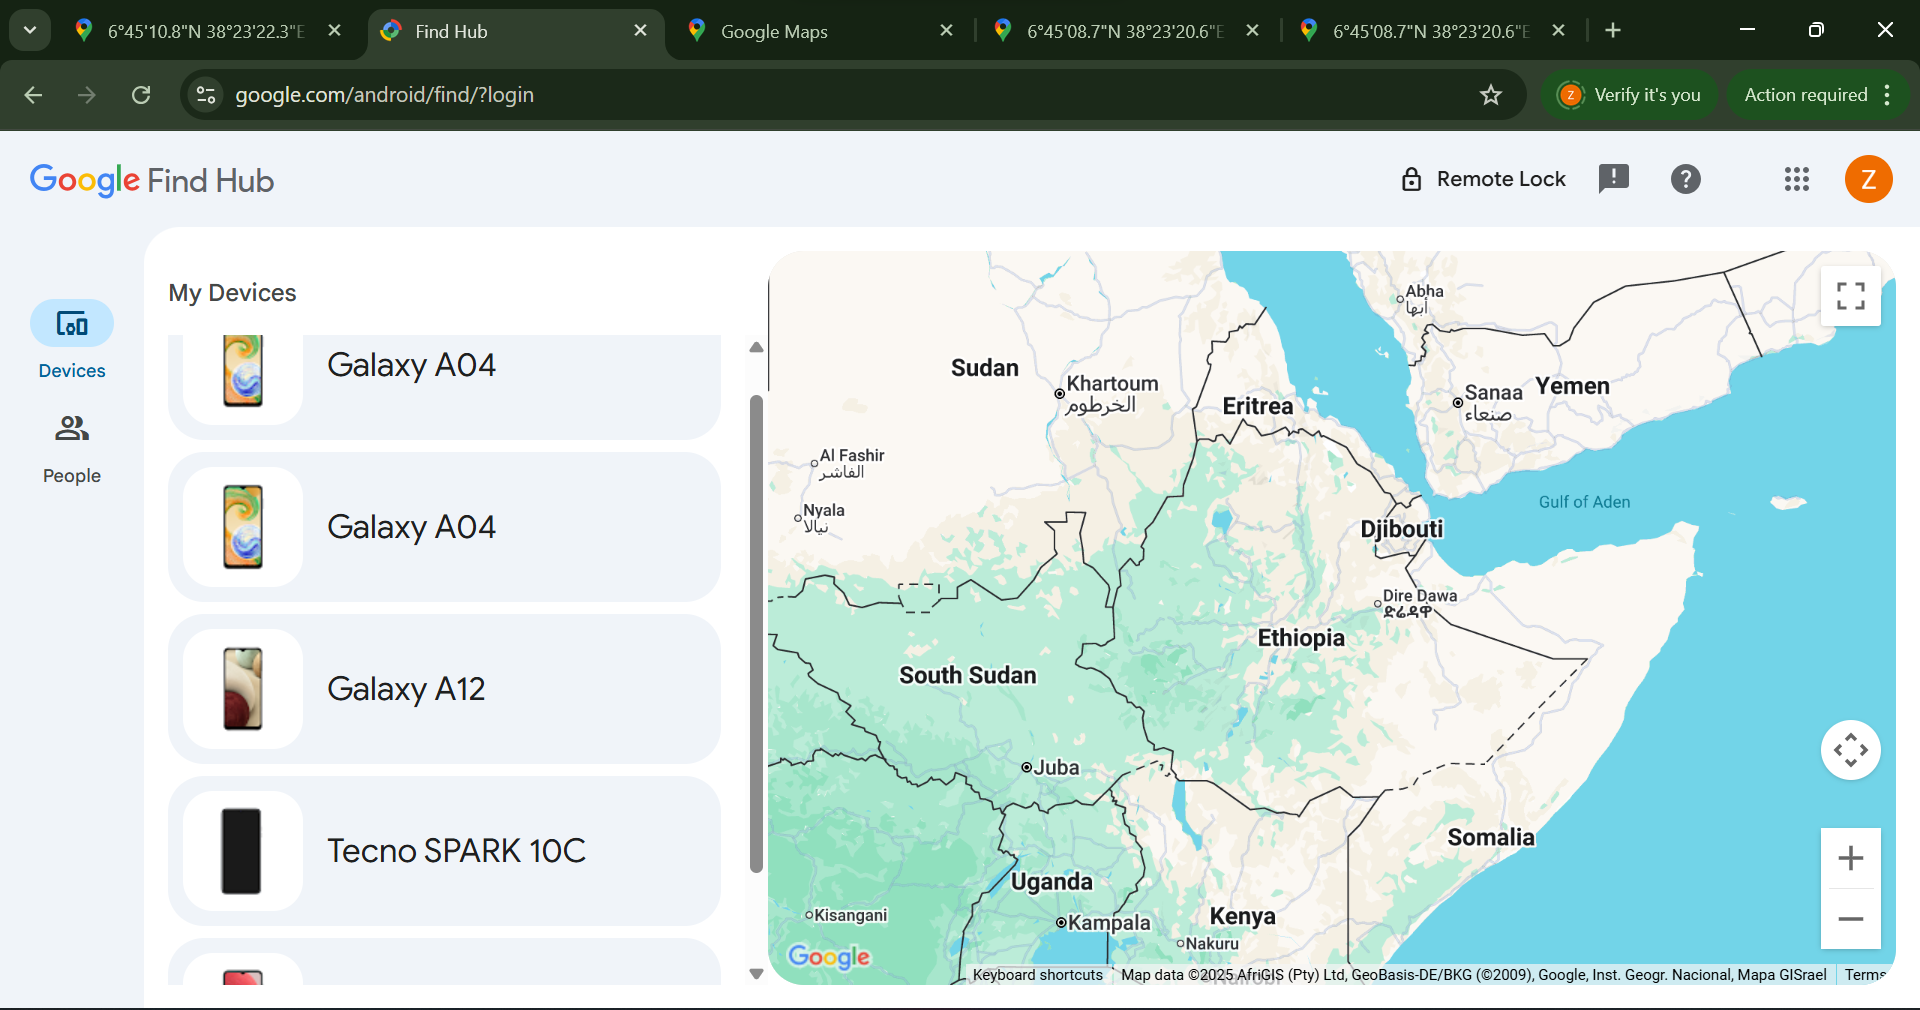 6°45'10.8"N 38°23'22.3"E
Find Hub
Google Maps
6°45'08.7"N 38°23'20.6"E
6°45'08.7"N 38°23'20.6"E
google.com/android/find/?login
Z
Verify it's you
Action required
Google Find Hub
Remote Lock
Z
Devices
People
My Devices
Galaxy A04
Galaxy A04
Galaxy A12
Tecno SPARK 10C
Abha
أبها
Sudan
Khartoum
الخرطوم
Eritrea
Sanaa
صنعاء
Yemen
Al Fashir
الفاشر
Nyala
نيالا
Gulf of Aden
Djibouti
Dire Dawa
ድሬዳዋ
Ethiopia
South Sudan
Juba
Somalia
Uganda
Kisangani
Kampala
Kenya
Nakuru
Nairobi
Google
Keyboard shortcuts
Map data ©2025 AfriGIS (Pty) Ltd, GeoBasis-DE/BKG (©2009), Google, Inst. Geogr. Nacional, Mapa GISrael
Terms